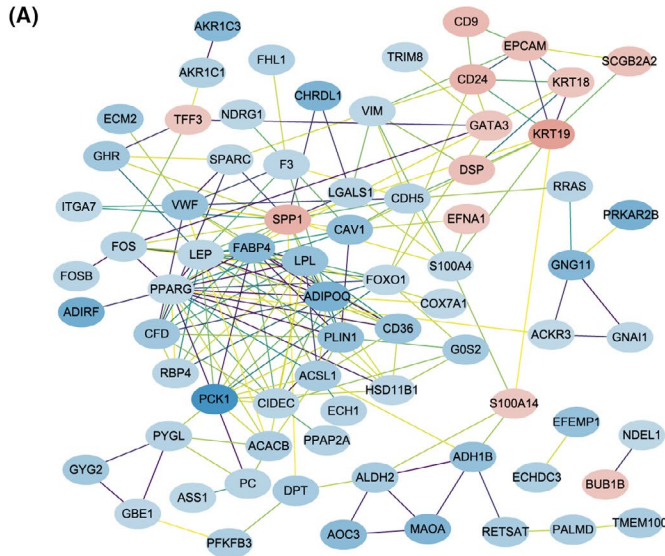 (A)
CD9
AKR1C3
EPCAM
TRIM8
FHL1
SCGB2A2
AKR1C1
CD24
KRT18
CHRDL1
VIM
NDRG1
ECM2
TFF3
GATA3
KRT19
GHR
SPARC
F3
DSP
LGALS1
CDH5
RRAS
ITGA7
VWF
SPP1
EFNA1
PRKAR2B
CAV1
FOS
LEP
FABP4
LPL
S100A4
GNG11
FOSB
PPARG
FOXO1
ADIPOQ
COX7A1
ADIRF
CFD
CD36
ACKR3
GNAI1
PLIN1
G0S2
RBP4
ACSL1
HSD11B1
PCK1
CIDEC
S100A14
ECH1
EFEMP1
PYGL
ACACB
PPAP2A
NDEL1
GYG2
ADH1B
ECHDC3
BUB1B
ASS1
PC
DPT
ALDH2
GBE1
TMEM100
AOC3
MAOA
RETSAT
PALMD
PFKFB3